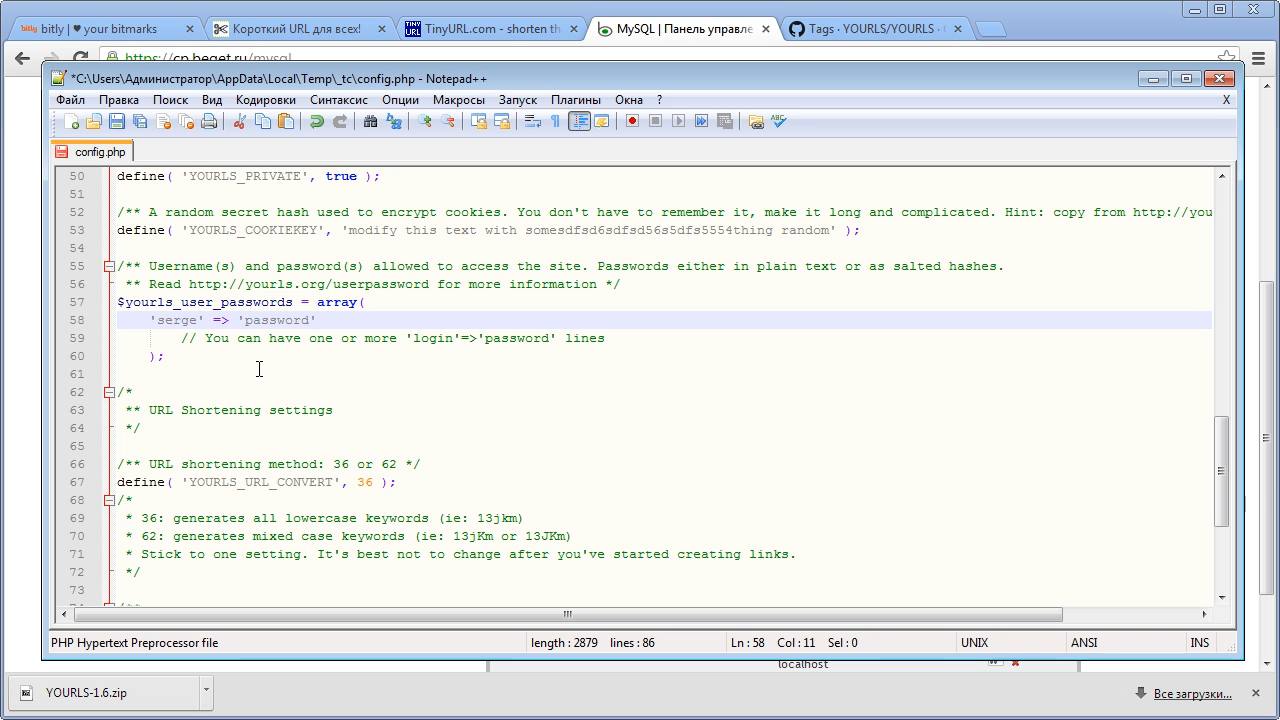 bitly | ♥ your bitmarks
Короткий URL для всех!
TinyURL.com - shorten th
MySQL | Панель управле
Tags · YOURLS/YOURLS ·
https://cp.beget.ru/mysql
*C:\Users\Администратор\AppData\Local\Temp\_tc\config.php - Notepad++
Файл Правка Поиск Вид Кодировки Синтаксис Опции Макросы Запуск Плагины Окна ? X
config.php
50 define( 'YOURLS_PRIVATE', true );
51
52 /** A random secret hash used to encrypt cookies. You don't have to remember it, make it long and complicated. Hint: copy from http://you
53 define( 'YOURLS_COOKIEKEY', 'modify this text with somesdfsd6sdfsd56s5dfs5554thing random' );
54
55 /** Username(s) and password(s) allowed to access the site. Passwords either in plain text or as salted hashes.
56 ** Read http://yourls.org/userpassword for more information */
57 $yourls_user_passwords = array(
58 'serge' => 'password'
59 // You can have one or more 'login'=>'password' lines
60 );
61
62 /*
63 ** URL Shortening settings
64 */
65
66 /** URL shortening method: 36 or 62 */
67 define( 'YOURLS_URL_CONVERT', 36 );
68 /*
69 * 36: generates all lowercase keywords (ie: 13jkm)
70 * 62: generates mixed case keywords (ie: 13jKm or 13JKm)
71 * Stick to one setting. It's best not to change after you've started creating links.
72 */
73
PHP Hypertext Preprocessor file length : 2879 lines : 86 Ln : 58 Col : 11 Sel : 0 UNIX ANSI INS
localhost
YOURLS-1.6.zip
Все загрузки...